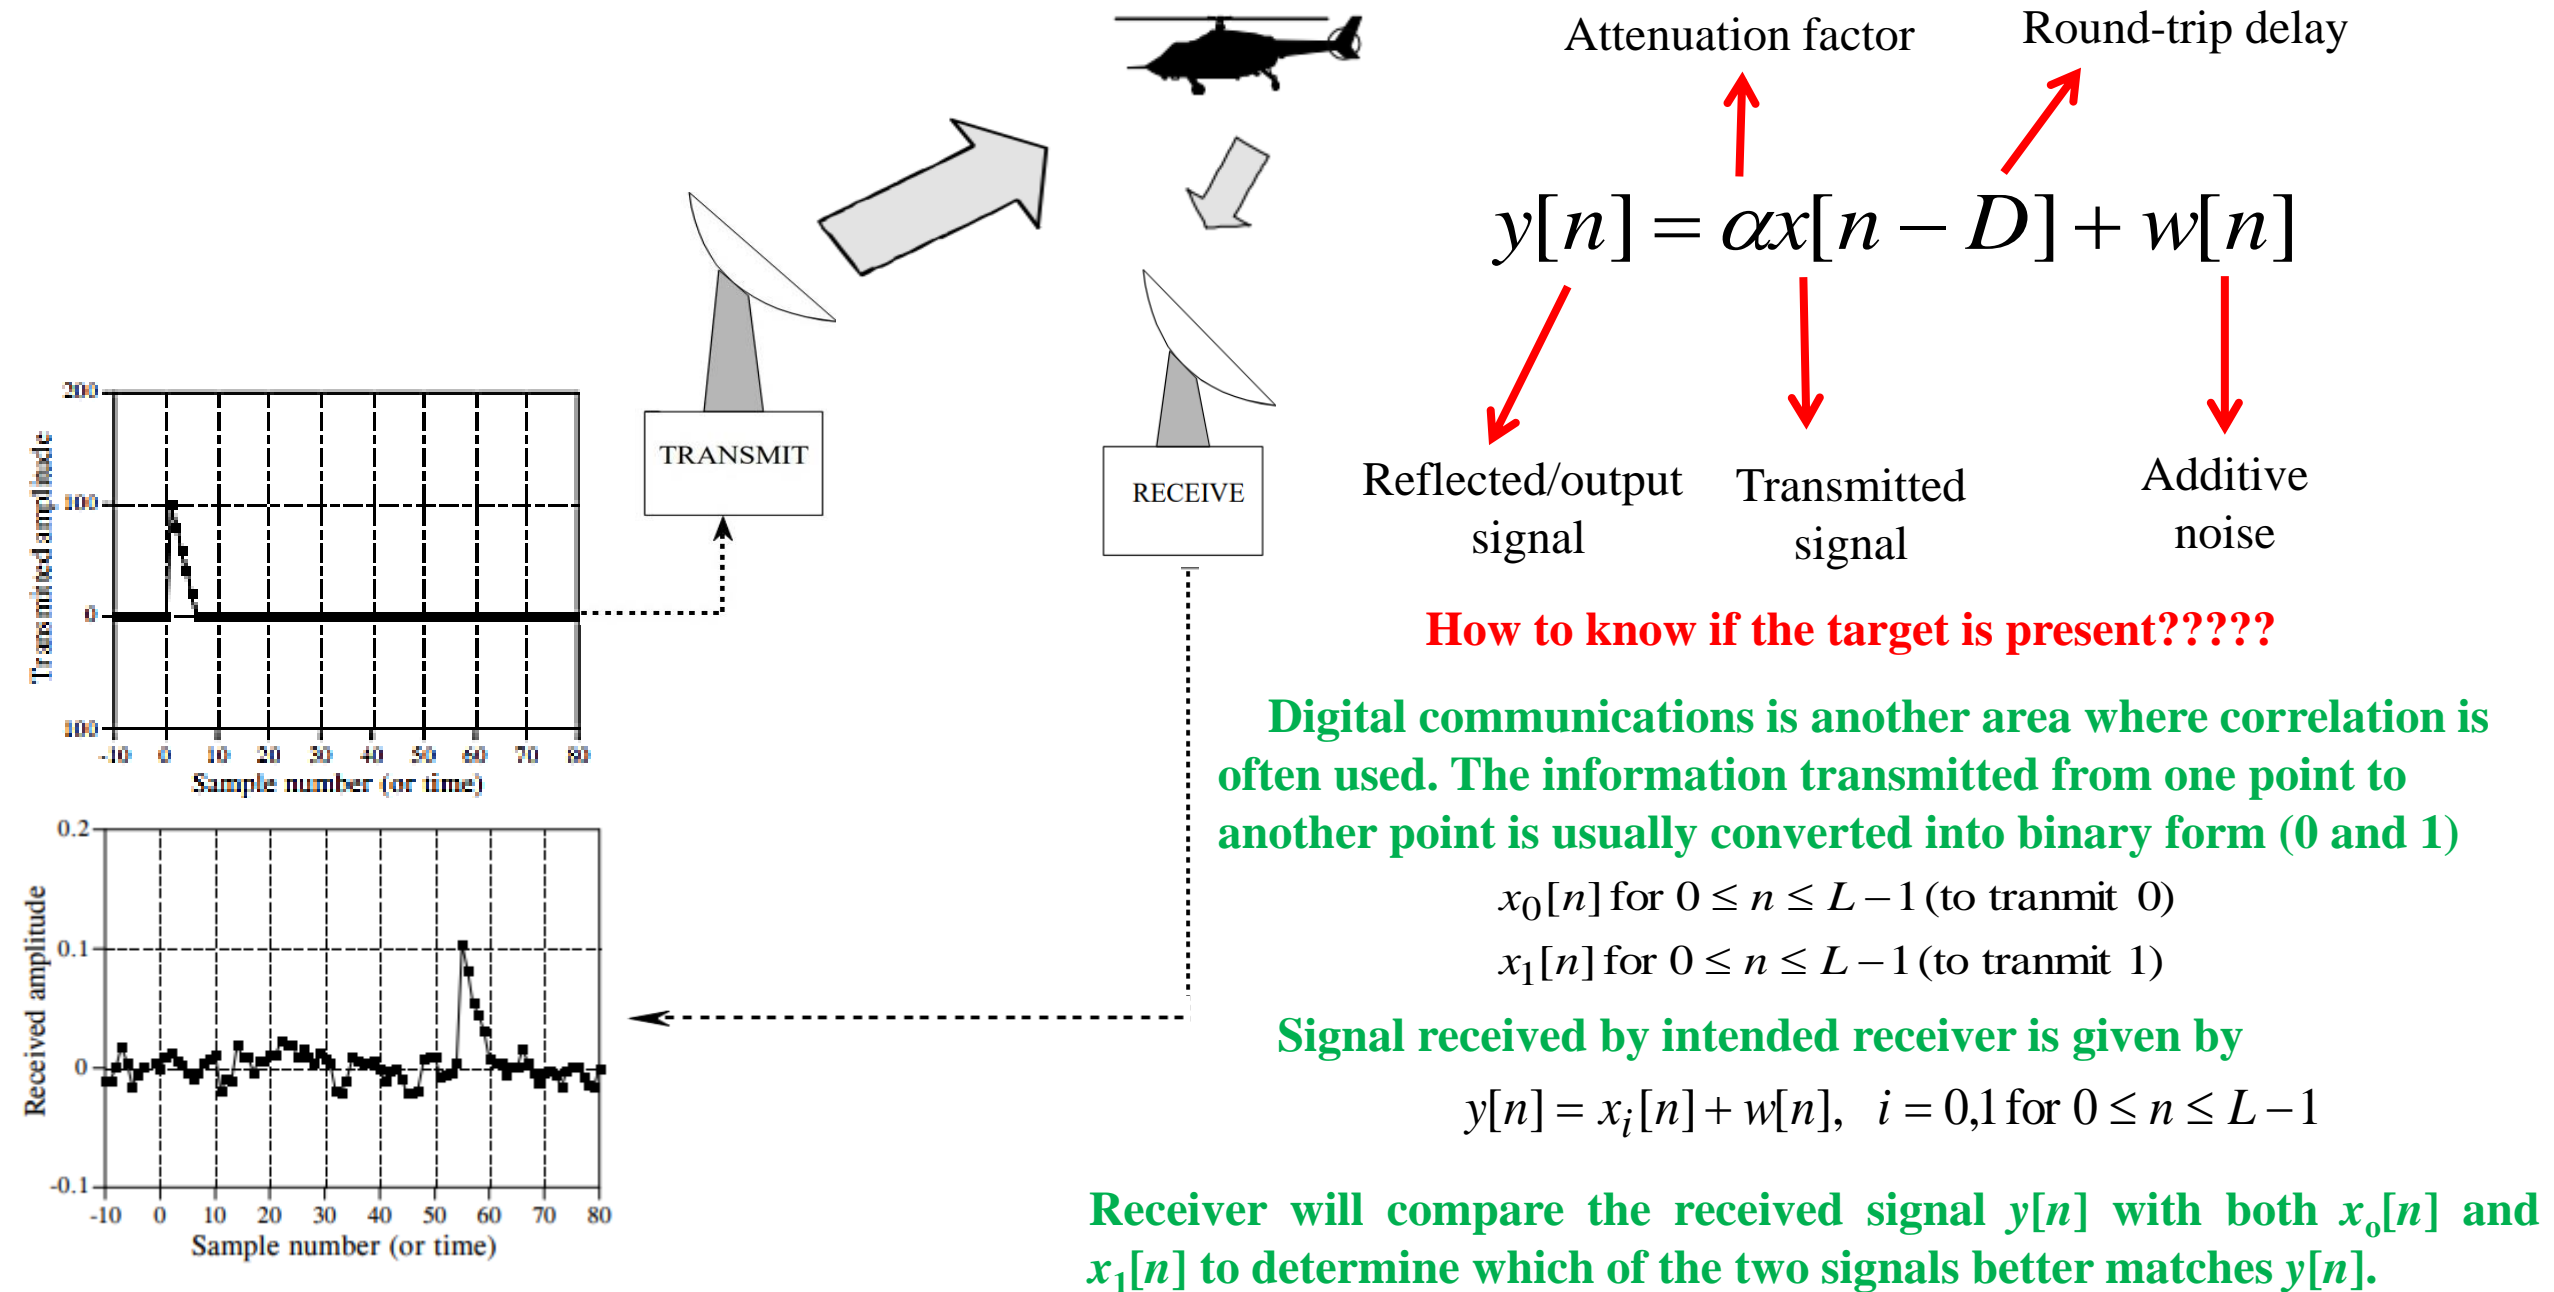 Attenuation factor
Round-trip delay
y[n] = αx[n − D] + w[n]
Reflected/output
signal
Transmitted
signal
Additive
noise
TRANSMIT
RECEIVE
200
100
0
100
-10 0 10 20 30 40 50 60 70 80
Transmitted amplitude
Sample number (or time)
0.2
0.1
0
-0.1
-10 0 10 20 30 40 50 60 70 80
Received amplitude
Sample number (or time)
How to know if the target is present?????
Digital communications is another area where correlation is
often used. The information transmitted from one point to
another point is usually converted into binary form (0 and 1)
x₀[n] for 0 ≤ n ≤ L − 1 (to tranmit 0)
x₁[n] for 0 ≤ n ≤ L − 1 (to tranmit 1)
Signal received by intended receiver is given by
y[n] = xᵢ[n] + w[n], i = 0,1 for 0 ≤ n ≤ L − 1
Receiver will compare the received signal y[n] with both xₒ[n] and
x₁[n] to determine which of the two signals better matches y[n].